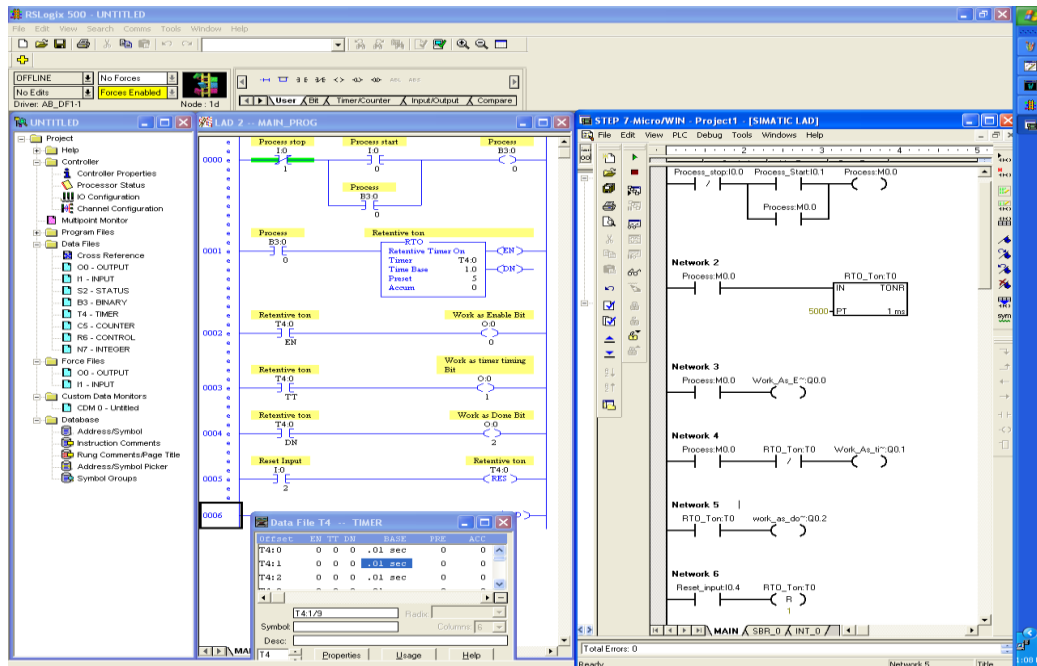 RSLogix 500 - UNTITLED
File Edit View Search Comms Tools Window Help
OFFLINE No Forces
No Edits Forces Enabled
Driver: AB_DF1-1 Node : 1d
User Bit Timer/Counter Input/Output Compare
UNTITLED
Project
Help
Controller
Controller Properties
Processor Status
IO Configuration
Channel Configuration
Multipoint Monitor
Program Files
Data Files
Cross Reference
O0 - OUTPUT
I1 - INPUT
S2 - STATUS
B3 - BINARY
T4 - TIMER
C5 - COUNTER
R6 - CONTROL
N7 - INTEGER
Force Files
O0 - OUTPUT
I1 - INPUT
Custom Data Monitors
CDM 0 - Untitled
Database
Address/Symbol
Instruction Comments
Rung Comments/Page Title
Address/Symbol Picker
Symbol Groups
LAD 2 -- MAIN_PROG
Process stop Process start Process
I:0 I:0 B3:0
0000
1 0 0
Process
B3:0
0
Process Retentive ton
B3:0 RTO
0001 Retentive Timer On EN
0 Timer T4:0
Time Base 1.0 DN
Preset 5
Accum 0
Retentive ton Work as Enable Bit
T4:0 O:0
0002
EN 0
Work as timer timing
Retentive ton Bit
T4:0 O:0
0003
TT 1
Retentive ton Work as Done Bit
T4:0 O:0
0004
DN 2
Reset Input Retentive ton
I:0 T4:0
0005 RES
2
0006
Data File T4 -- TIMER
Offset EN TT DN BASE PRE ACC
T4:0 0 0 0 .01 sec 0 0
T4:1 0 0 0 .01 sec 0 0
T4:2 0 0 0 .01 sec 0 0
T4:1/9 Radix:
Symbol: Columns: 6
Desc:
T4 Properties Usage Help
STEP 7-Micro/WIN - Project1 - [SIMATIC LAD]
File Edit View PLC Debug Tools Windows Help
2 3 4 5
Process_stop:I0.0 Process_Start:I0.1 Process:M0.0
Process:M0.0
Network 2
Process:M0.0 RTO_Ton:T0
IN TONR
5000 PT 1 ms
Network 3
Process:M0.0 Work_As_E~:Q0.0
Network 4
Process:M0.0 RTO_Ton:T0 Work_As_ti~:Q0.1
Network 5
RTO_Ton:T0 work_as_do~:Q0.2
Network 6
Reset_input:I0.4 RTO_Ton:T0
R
1
MAIN SBR_0 INT_0
Total Errors: 0
Ready Network 5 Title
sym